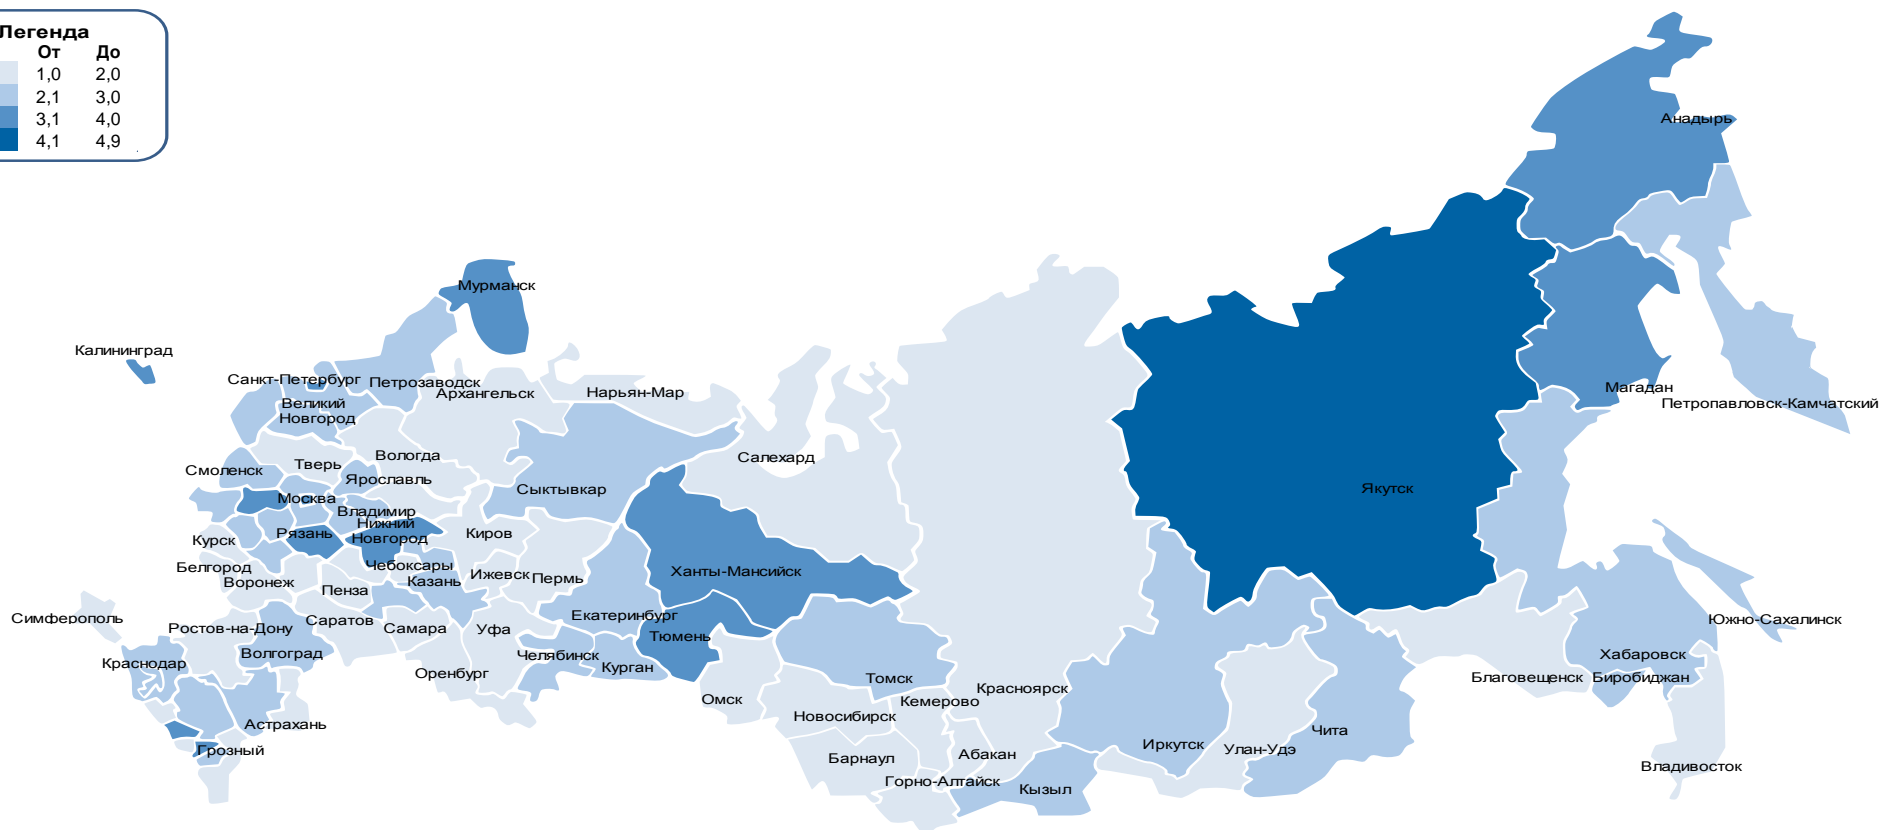 Легенда
От До
1,0 2,0
2,1 3,0
3,1 4,0
4,1 4,9
Анадырь
Мурманск
Калининград
Санкт-Петербург
Петрозаводск
Архангельск
Нарьян-Мар
Магадан
Великий
Новгород
Петропавловск-Камчатский
Вологда
Салехард
Тверь
Смоленск
Ярославль
Сыктывкар
Якутск
Москва
Владимир
Нижний
Новгород
Рязань
Киров
Курск
Белгород
Чебоксары
Ханты-Мансийск
Воронеж
Казань
Ижевск
Пермь
Пенза
Симферополь
Екатеринбург
Саратов
Южно-Сахалинск
Ростов-на-Дону
Самара
Уфа
Тюмень
Волгоград
Челябинск
Хабаровск
Краснодар
Курган
Оренбург
Томск
Благовещенск
Биробиджан
Красноярск
Омск
Кемерово
Новосибирск
Астрахань
Чита
Иркутск
Улан-Удэ
Грозный
Абакан
Барнаул
Владивосток
Горно-Алтайск
Кызыл